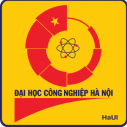 ĐẠI HỌC CÔNG NGHIỆP HÀ NỘI
HaUI